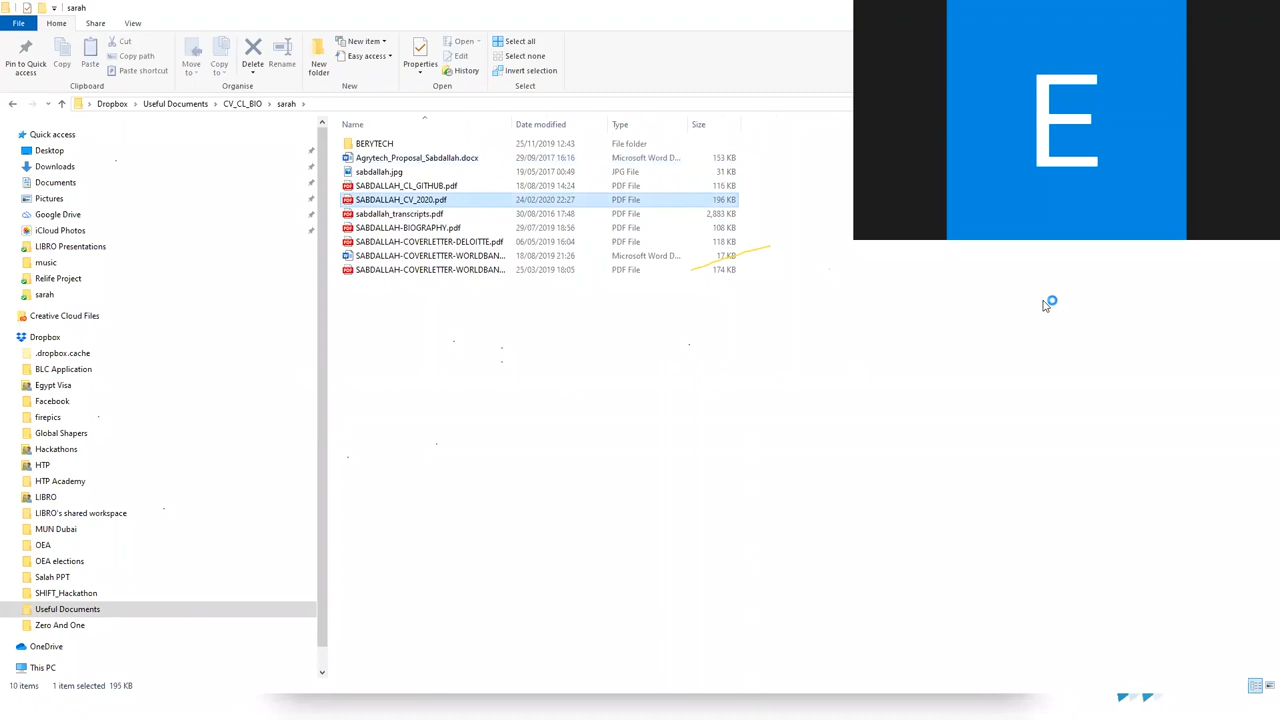 sarah
File Home Share View
Pin to Quick access
Copy
Paste
Cut
Copy path
Paste shortcut
Clipboard
Move to
Copy to
Delete
Rename
Organise
New folder
New item
Easy access
New
Properties
Open
Edit
History
Open
Select all
Select none
Invert selection
Select
E
Dropbox > Useful Documents > CV_CL_BIO > sarah >
Name Date modified Type Size
BERYTECH 25/11/2019 12:43 File folder
Agrytech_Proposal_Sabdallah.docx 29/09/2017 16:16 Microsoft Word D... 153 KB
sabdallah.jpg 19/05/2017 00:49 JPG File 31 KB
SABDALLAH_CL_GITHUB.pdf 18/08/2019 14:24 PDF File 116 KB
SABDALLAH_CV_2020.pdf 24/02/2020 22:27 PDF File 196 KB
sabdallah_transcripts.pdf 30/08/2016 17:48 PDF File 2,883 KB
SABDALLAH-BIOGRAPHY.pdf 29/07/2019 18:56 PDF File 108 KB
SABDALLAH-COVERLETTER-DELOITTE.pdf 06/05/2019 16:04 PDF File 118 KB
SABDALLAH-COVERLETTER-WORLDBAN... 18/08/2019 21:26 Microsoft Word D... 17 KB
SABDALLAH-COVERLETTER-WORLDBAN... 25/03/2019 18:05 PDF File 174 KB
Quick access
Desktop
Downloads
Documents
Pictures
Google Drive
iCloud Photos
LIBRO Presentations
music
Relife Project
sarah
Creative Cloud Files
Dropbox
.dropbox.cache
BLC Application
Egypt Visa
Facebook
firepics
Global Shapers
Hackathons
HTP
HTP Academy
LIBRO
LIBRO's shared workspace
MUN Dubai
OEA
OEA elections
Salah PPT
SHIFT_Hackathon
Useful Documents
Zero And One
OneDrive
This PC
10 items 1 item selected 195 KB